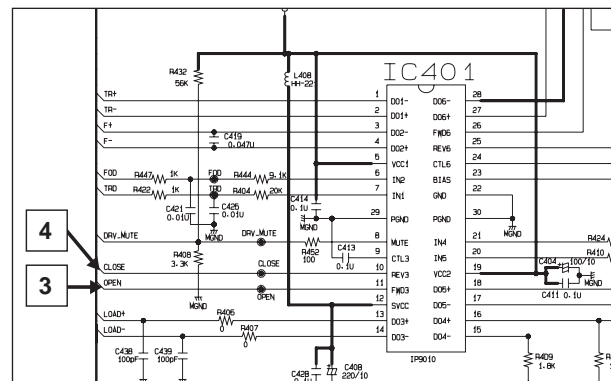 IC401
R432
56K
L408
HH-221
TR+
1
DO1-
DO6-
28
TR-
2
DO1+
DO6+
27
F+
3
DO2-
FWD6
26
F-
C419
0.047U
4
DO2+
REV6
25
5
VCC1
CTL6
24
FOD
R447
1K
FOD
R444
9.1K
6
IN2
BIAS
23
TRD
R422
1K
TRD
R404
20K
7
IN1
GND
22
C421
0.01U
C425
0.01U
C414
0.1U
29
PGND
PGND
30
MGND
MGND
MGND
DRV_MUTE
DRV_MUTE
R452
100
8
MUTE
IN4
21
R424
4
R408
3.3K
C413
0.1U
9
CTL3
IN5
20
R410
CLOSE
CLOSE
10
REV3
VCC2
19
C404
100/10
MGND
3
OPEN
OPEN
11
FWD3
DO5+
18
C411 0.1U
MGND
12
SVCC
DO5-
17
LOAD+
R406
0
13
DO3+
DO4+
16
LOAD-
R407
0
14
DO3-
DO4-
15
C438
100pF
C439
100pF
C408
220/10
IP9010
R409
1.8K
0.1U